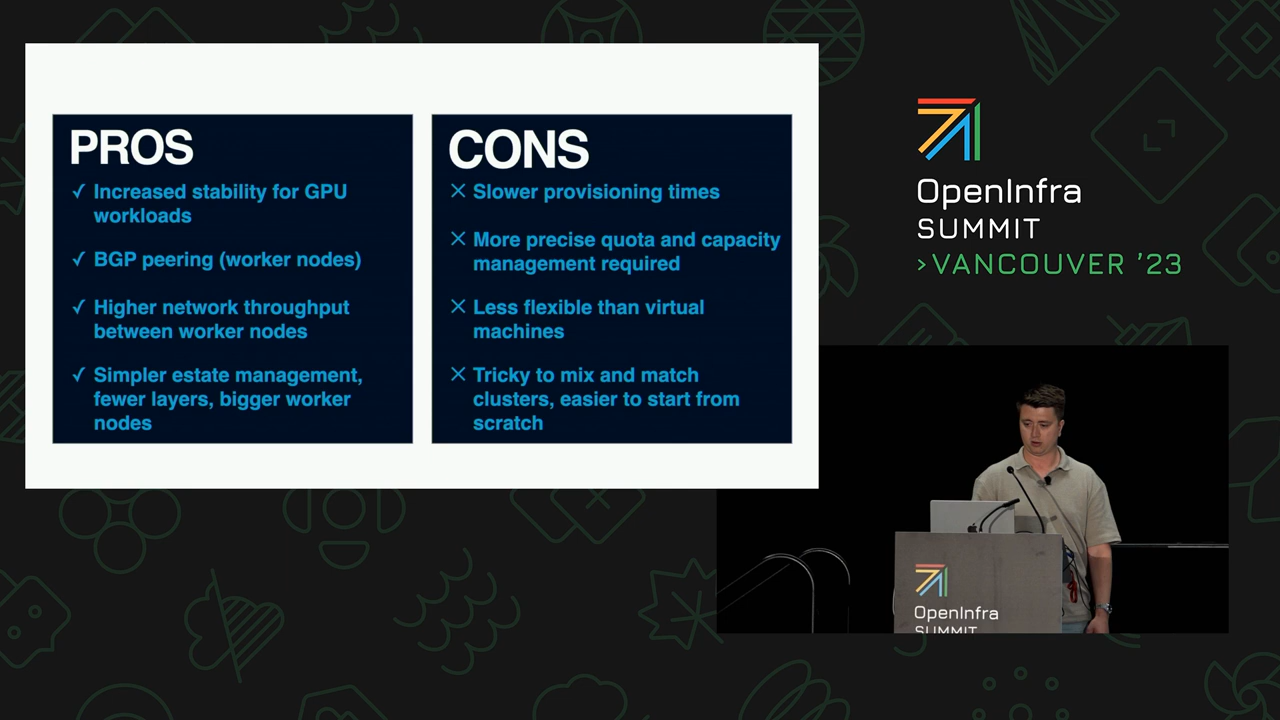 PROS
✓ Increased stability for GPU
workloads
✓ BGP peering (worker nodes)
✓ Higher network throughput
between worker nodes
✓ Simpler estate management,
fewer layers, bigger worker
nodes
CONS
✕ Slower provisioning times
✕ More precise quota and capacity
management required
✕ Less flexible than virtual
machines
✕ Tricky to mix and match
clusters, easier to start from
scratch
OpenInfra
SUMMIT
>VANCOUVER '23
OpenInfra
SUMMIT